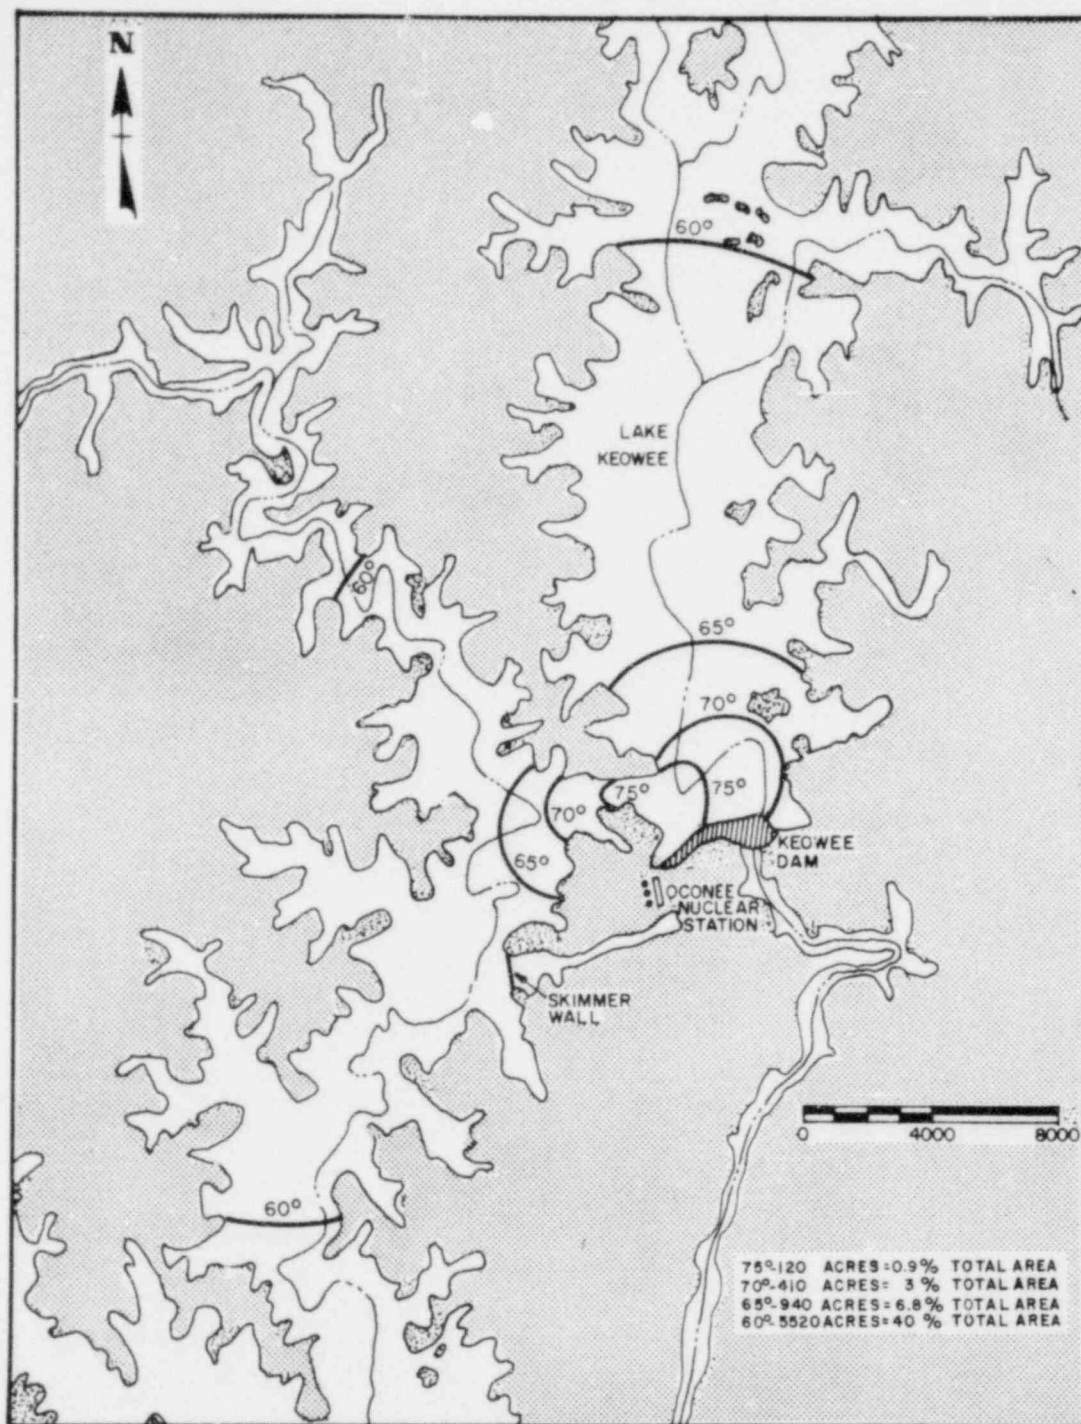 N
60°
LAKE
KEOWEE
60°
65°
70°
75°
75°
70°
65°
KEOWEE
DAM
OCONEE
NUCLEAR
STATION
SKIMMER
WALL
0 4000 8000
60°
75°-120 ACRES=0.9% TOTAL AREA
70°-410 ACRES= 3% TOTAL AREA
65°-940 ACRES=6.8% TOTAL AREA
60°-5520 ACRES=40% TOTAL AREA